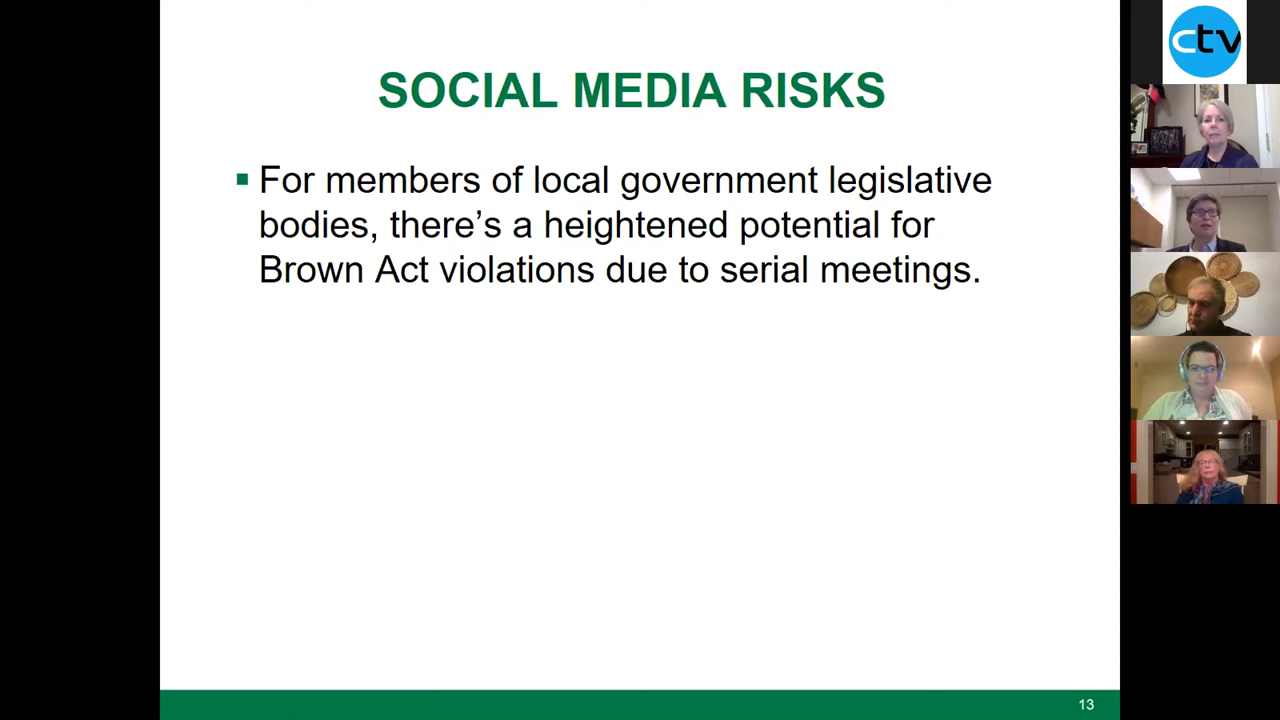 SOCIAL MEDIA RISKS
▪ For members of local government legislative
bodies, there’s a heightened potential for
Brown Act violations due to serial meetings.
13
ctv